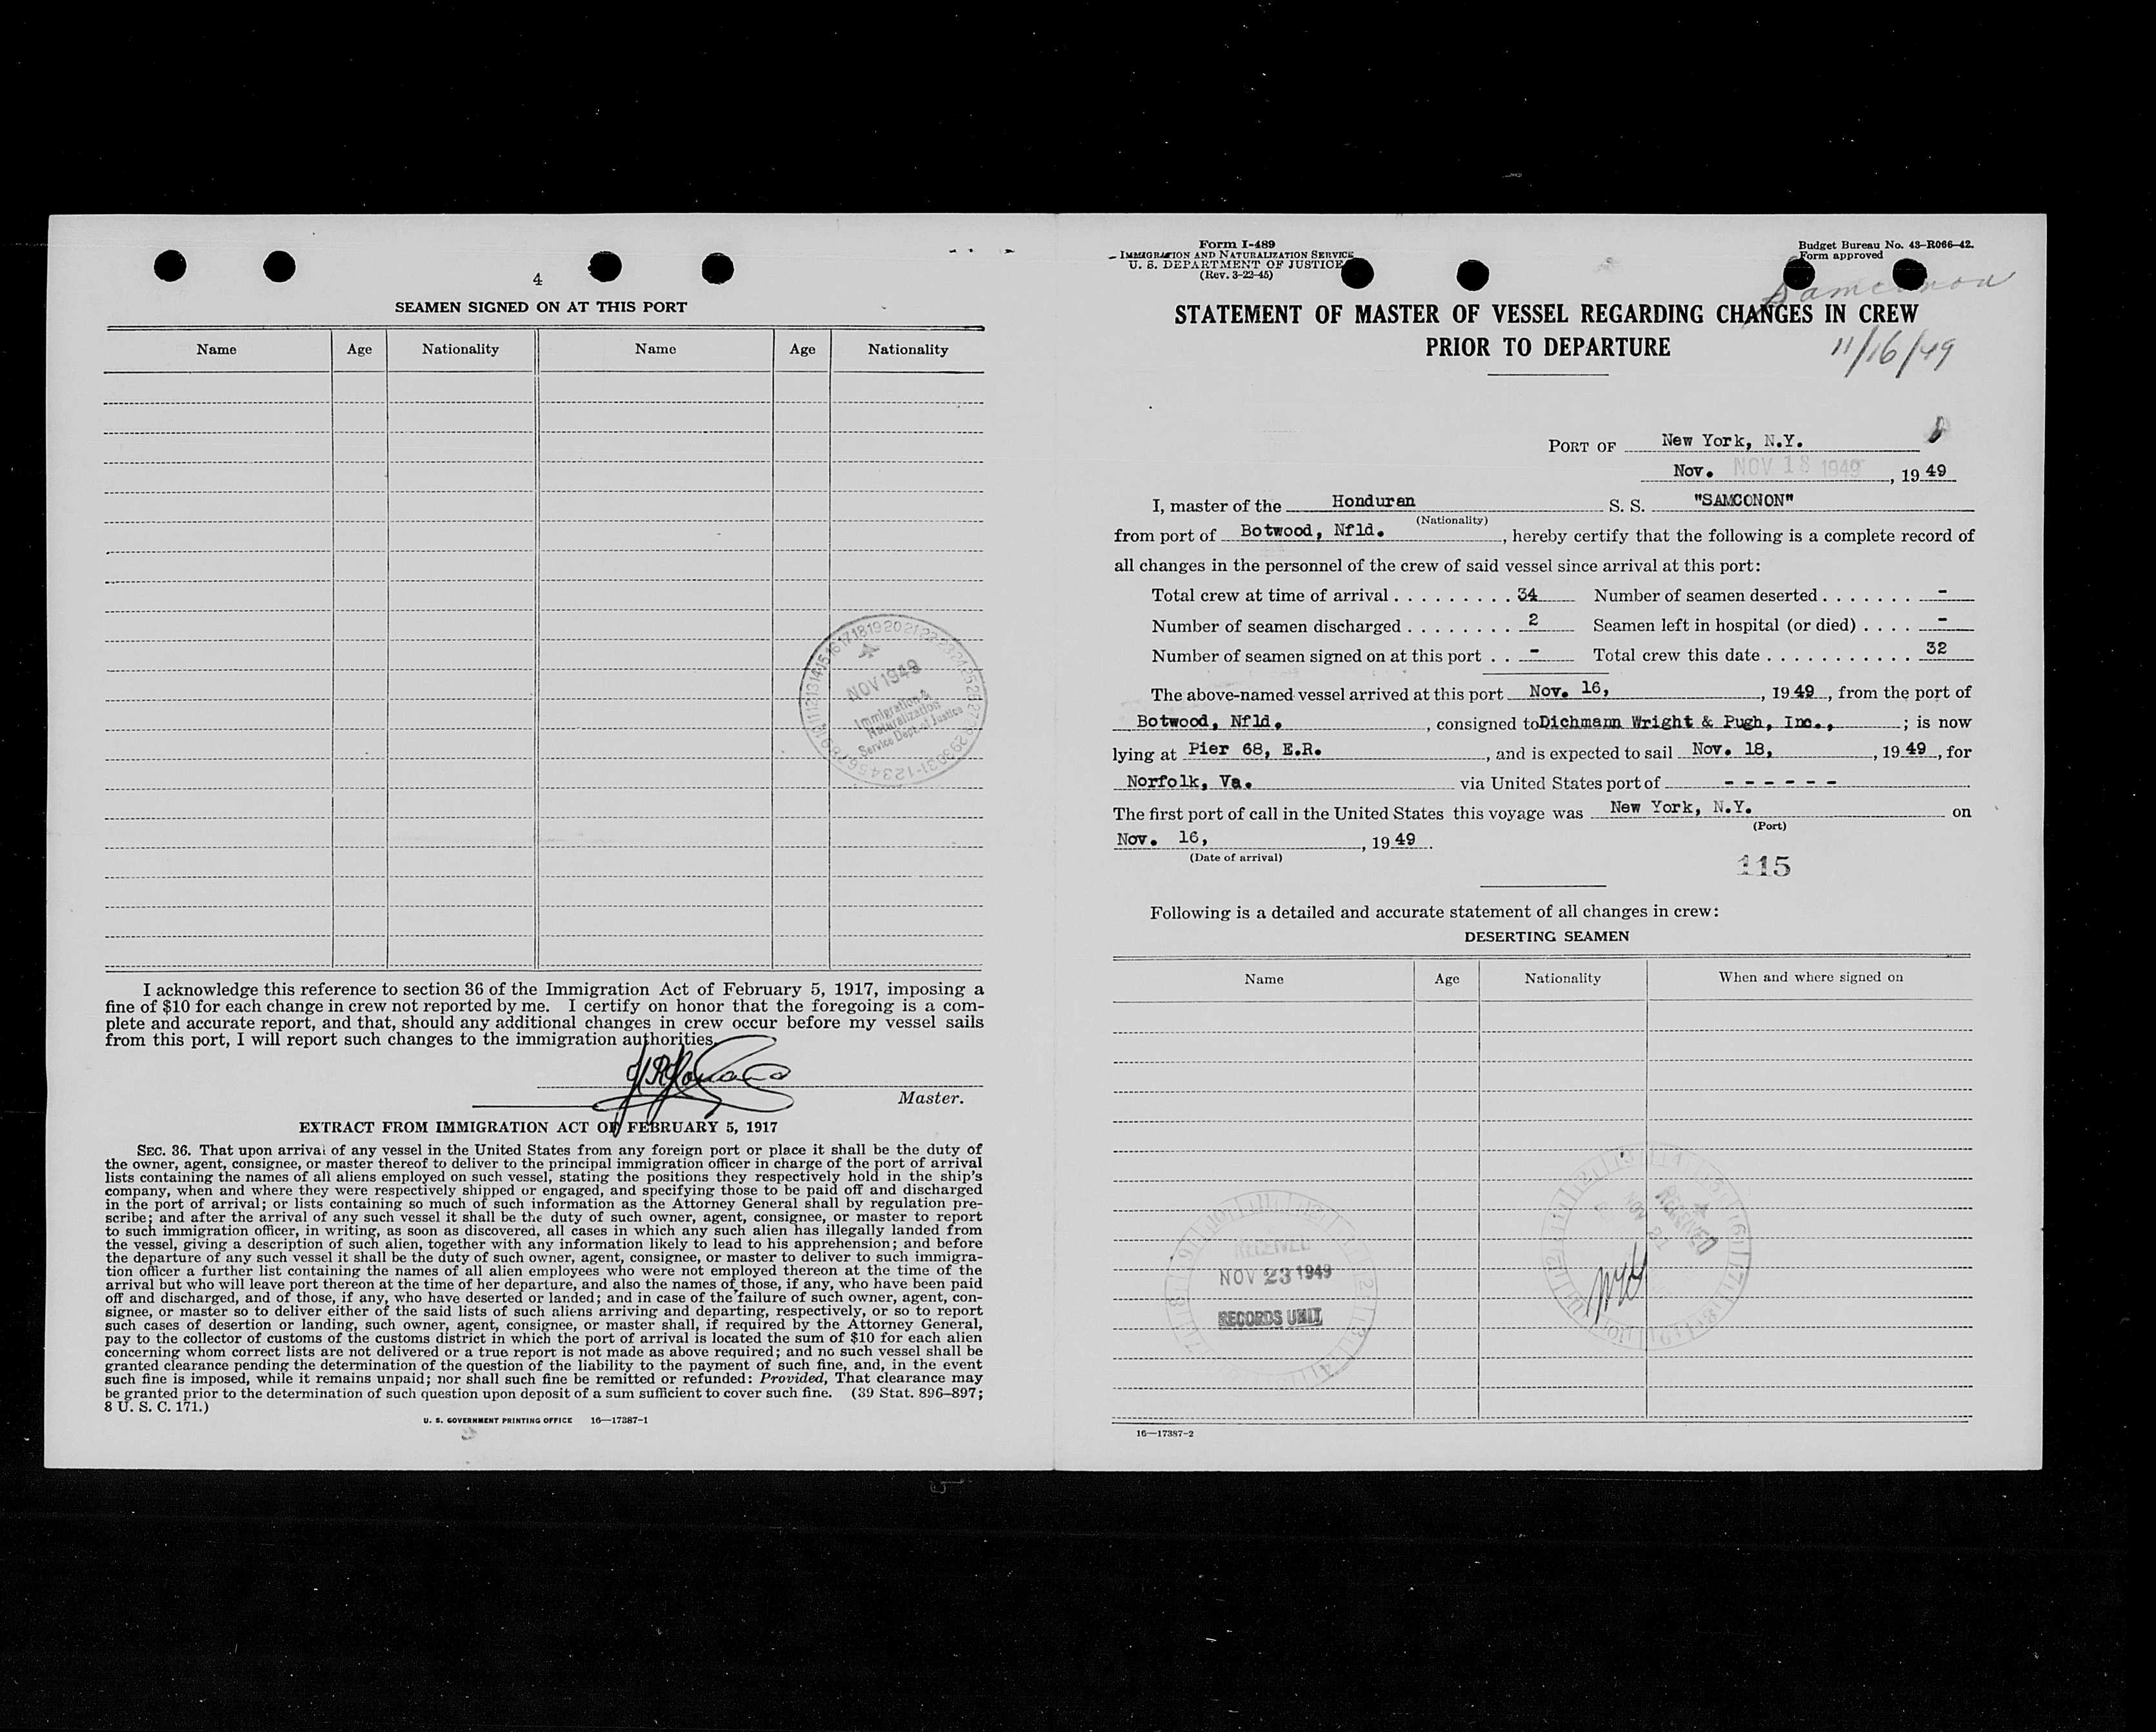 4
SEAMEN SIGNED ON AT THIS PORT
Name Age Nationality Name Age Nationality
NOV 1949
Immigration &
Naturalization
Service Dept. of Justice
I acknowledge this reference to section 36 of the Immigration Act of February 5, 1917, imposing a
fine of $10 for each change in crew not reported by me. I certify on honor that the foregoing is a com-
plete and accurate report, and that, should any additional changes in crew occur before my vessel sails
from this port, I will report such changes to the immigration authorities.
Master.
EXTRACT FROM IMMIGRATION ACT OF FEBRUARY 5, 1917
SEC. 36. That upon arrival of any vessel in the United States from any foreign port or place it shall be the duty of
the owner, agent, consignee, or master thereof to deliver to the principal immigration officer in charge of the port of arrival
lists containing the names of all aliens employed on such vessel, stating the positions they respectively hold in the ship's
company, when and where they were respectively shipped or engaged, and specifying those to be paid off and discharged
in the port of arrival; or lists containing so much of such information as the Attorney General shall by regulation pre-
scribe; and after the arrival of any such vessel it shall be the duty of such owner, agent, consignee, or master to report
to such immigration officer, in writing, as soon as discovered, all cases in which any such alien has illegally landed from
the vessel, giving a description of such alien, together with any information likely to lead to his apprehension; and before
the departure of any such vessel it shall be the duty of such owner, agent, consignee, or master to deliver to such immigra-
tion officer a further list containing the names of all alien employees who were not employed thereon at the time of the
arrival but who will leave port thereon at the time of her departure, and also the names of those, if any, who have been paid
off and discharged, and of those, if any, who have deserted or landed; and in case of the failure of such owner, agent, con-
signee, or master so to deliver either of the said lists of such aliens arriving and departing, respectively, or so to report
such cases of desertion or landing, such owner, agent, consignee, or master shall, if required by the Attorney General,
pay to the collector of customs of the customs district in which the port of arrival is located the sum of $10 for each alien
concerning whom correct lists are not delivered or a true report is not made as above required; and no such vessel shall be
granted clearance pending the determination of the question of the liability to the payment of such fine, and, in the event
such fine is imposed, while it remains unpaid; nor shall such fine be remitted or refunded: Provided, That clearance may
be granted prior to the determination of such question upon deposit of a sum sufficient to cover such fine. (39 Stat. 896-897;
8 U. S. C. 171.)
U. S. GOVERNMENT PRINTING OFFICE 16—17387-1
Form I-489
IMMIGRATION AND NATURALIZATION SERVICE
U. S. DEPARTMENT OF JUSTICE
(Rev. 3-22-45)
Budget Bureau No. 43-R066-42.
Form approved
Samconon
STATEMENT OF MASTER OF VESSEL REGARDING CHANGES IN CREW
PRIOR TO DEPARTURE
11/16/49
PORT OF New York, N.Y.
Nov. NOV 18 1949, 19 49
I, master of the Honduran S. S. "SAMCONON"
(Nationality)
from port of Botwood, Nfld., hereby certify that the following is a complete record of
all changes in the personnel of the crew of said vessel since arrival at this port:
Total crew at time of arrival . . . . . . . . . 34 Number of seamen deserted . . . . . . . -
Number of seamen discharged . . . . . . . . 2 Seamen left in hospital (or died) . . . . -
Number of seamen signed on at this port . . - Total crew this date . . . . . . . . . . . 32
The above-named vessel arrived at this port Nov. 16, , 19 49, from the port of
Botwood, Nfld. , consigned to Dichmann Wright & Pugh, Inc., ; is now
lying at Pier 68, E.R. , and is expected to sail Nov. 18, , 19 49, for
Norfolk, Va. via United States port of - - - - - -
The first port of call in the United States this voyage was New York, N.Y. on
(Port)
Nov. 16, , 19 49.
(Date of arrival)
115
Following is a detailed and accurate statement of all changes in crew:
DESERTING SEAMEN
Name Age Nationality When and where signed on
RECEIVED
NOV 21
RECEIVED
NOV 23 1949
RECORDS UNIT
16—17387-2